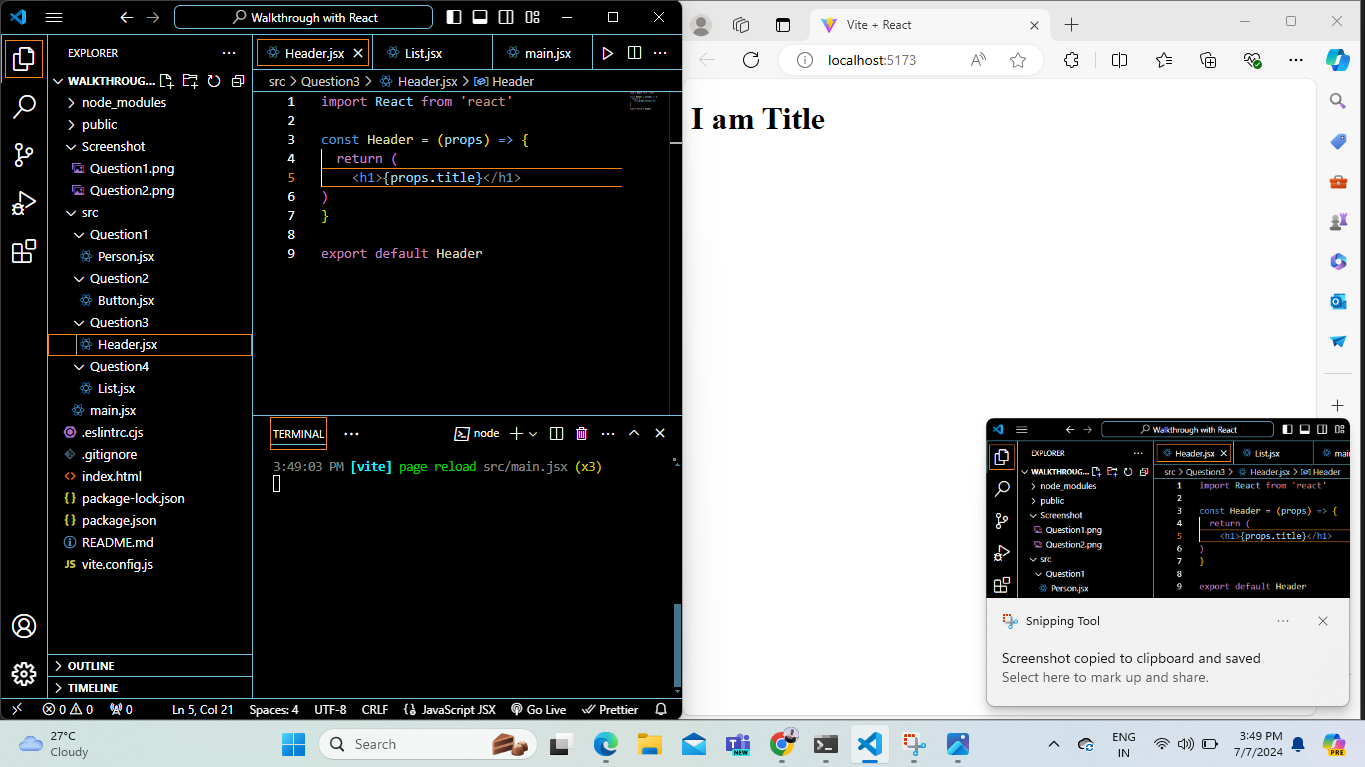 Walkthrough with React
EXPLORER
WALKTHROUG...
node_modules
public
Screenshot
Question1.png
Question2.png
src
Question1
Person.jsx
Question2
Button.jsx
Question3
Header.jsx
Question4
List.jsx
main.jsx
.eslintrc.cjs
.gitignore
index.html
package-lock.json
package.json
README.md
vite.config.js
OUTLINE
TIMELINE
Header.jsx
List.jsx
main.jsx
src > Question3 > Header.jsx > Header
1 import React from 'react'
2
3 const Header = (props) => {
4 return (
5 <h1>{props.title}</h1>
6 )
7 }
8
9 export default Header
TERMINAL
node
3:49:03 PM [vite] page reload src/main.jsx (x3)
0 0 0 Ln 5, Col 21 Spaces: 4 UTF-8 CRLF JavaScript JSX Go Live Prettier
Vite + React
localhost:5173
I am Title
Walkthrough with React
EXPLORER
WALKTHROUG...
node_modules
public
Screenshot
Question1.png
Question2.png
src
Question1
Person.jsx
Header.jsx
List.jsx
mai
src > Question3 > Header.jsx > Header
1 import React from 'react'
2
3 const Header = (props) => {
4 return (
5 <h1>{props.title}</h1>
6 )
7 }
8
9 export default Header
Snipping Tool
Screenshot copied to clipboard and saved
Select here to mark up and share.
27°C
Cloudy
Search
NEW
ENG
IN
3:49 PM
7/7/2024
PRE